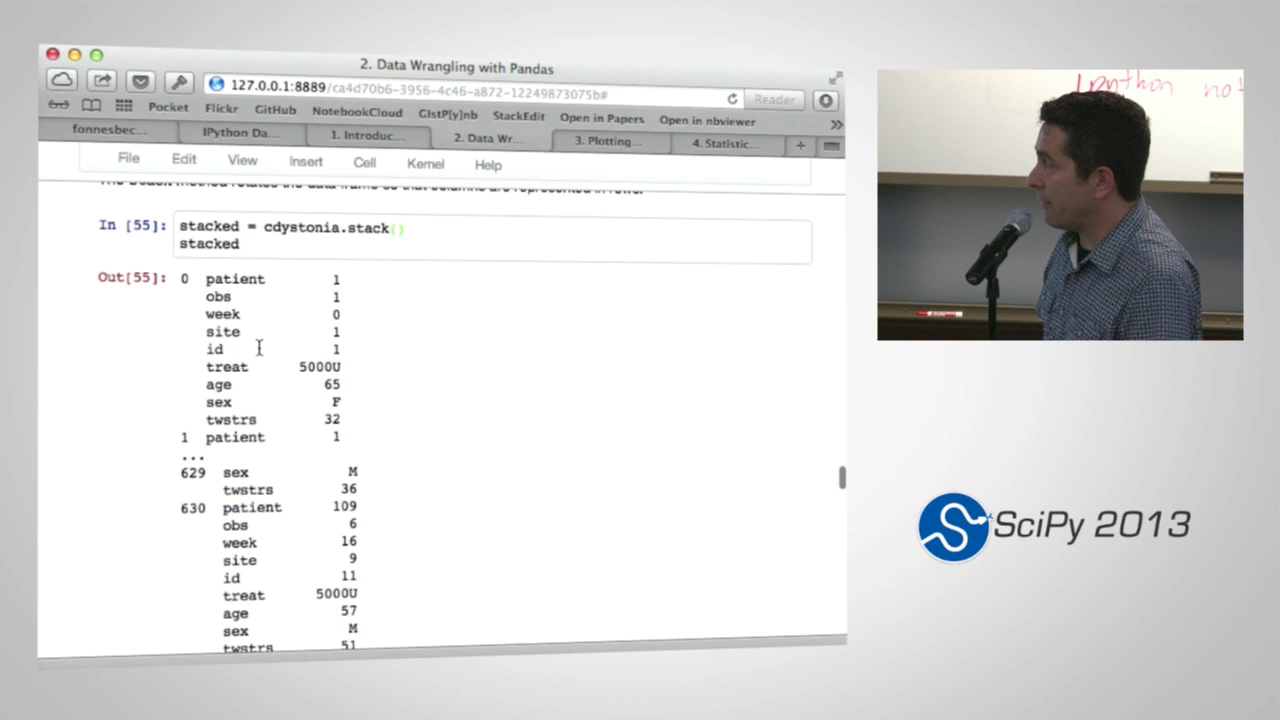 2. Data Wrangling with Pandas
127.0.0.1:8889/ca4d70b6-3956-4c46-a872-12249873075b#
Reader
Pocket Flickr GitHub NotebookCloud GIstP[y]nb StackEdit Open in Papers Open in nbviewer »
fonnesbec... IPython Da... 1. Introduc... 2. Data Wr... 3. Plotting... 4. Statistic... +
File Edit View Insert Cell Kernel Help
In [55]: stacked = cdystonia.stack()
stacked
Out[55]: 0 patient 1
obs 1
week 0
site 1
id 1
treat 5000U
age 65
sex F
twstrs 32
1 patient 1
...
629 sex M
twstrs 36
630 patient 109
obs 6
week 16
site 9
id 11
treat 5000U
age 57
sex M
twstrs 51
ipython not
SciPy 2013